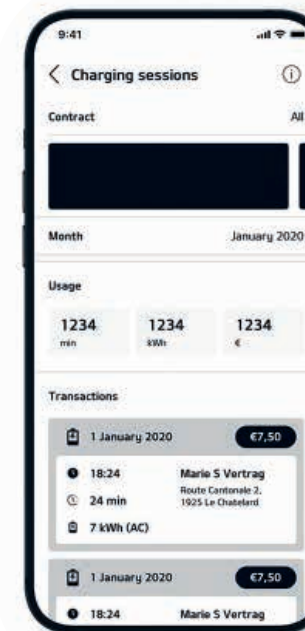 9:41
Charging sessions
Contract All
Month January 2020
Usage
1234 1234 1234
min kWh €
Transactions
1 January 2020 €7,50
18:24 Marie S Vertrag
24 min Route Cantonale 2,
1925 Le Chatelard
7 kWh (AC)
1 January 2020 €7,50
18:24 Marie S Vertrag